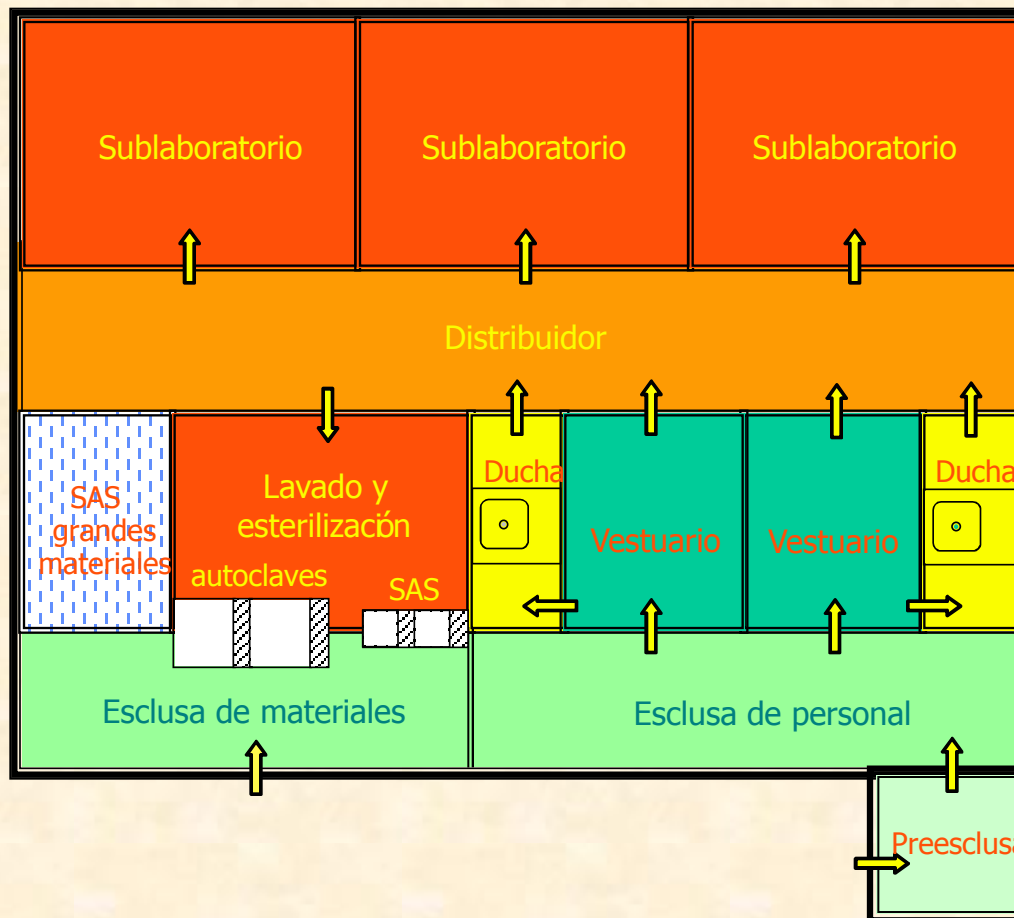 Sublaboratorio
Sublaboratorio
Sublaboratorio
Distribuidor
SAS
grandes
materiales
Lavado y
esterilización
autoclaves
SAS
Ducha
Vestuario
Vestuario
Ducha
Esclusa de materiales
Esclusa de personal
Preesclusa